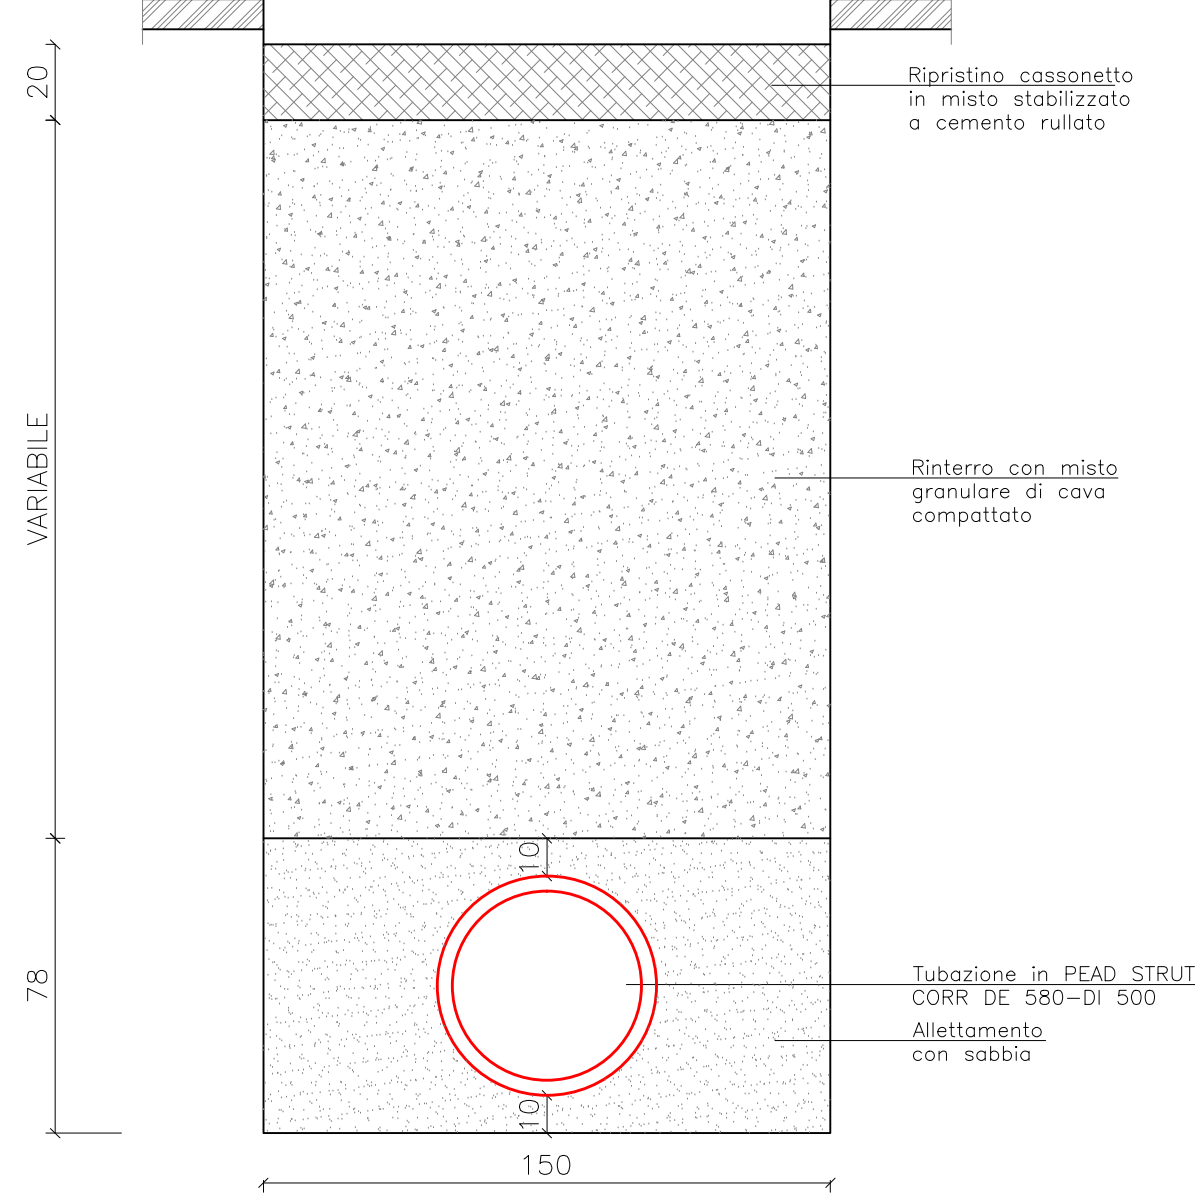 20
Ripristino cassonetto
in misto stabilizzato
a cemento rullato
VARIABILE
Rinterro con misto
granulare di cava
compattato
10
78
Tubazione in PEAD STRUT
CORR DE 580-DI 500
Allettamento
con sabbia
10
150